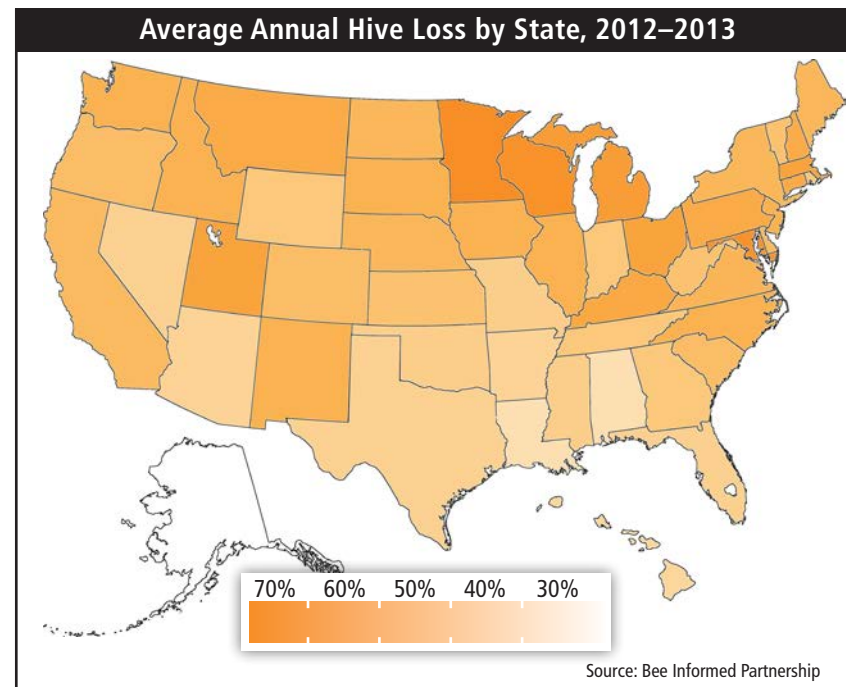 Average Annual Hive Loss by State, 2012–2013
70% 60% 50% 40% 30%
Source: Bee Informed Partnership